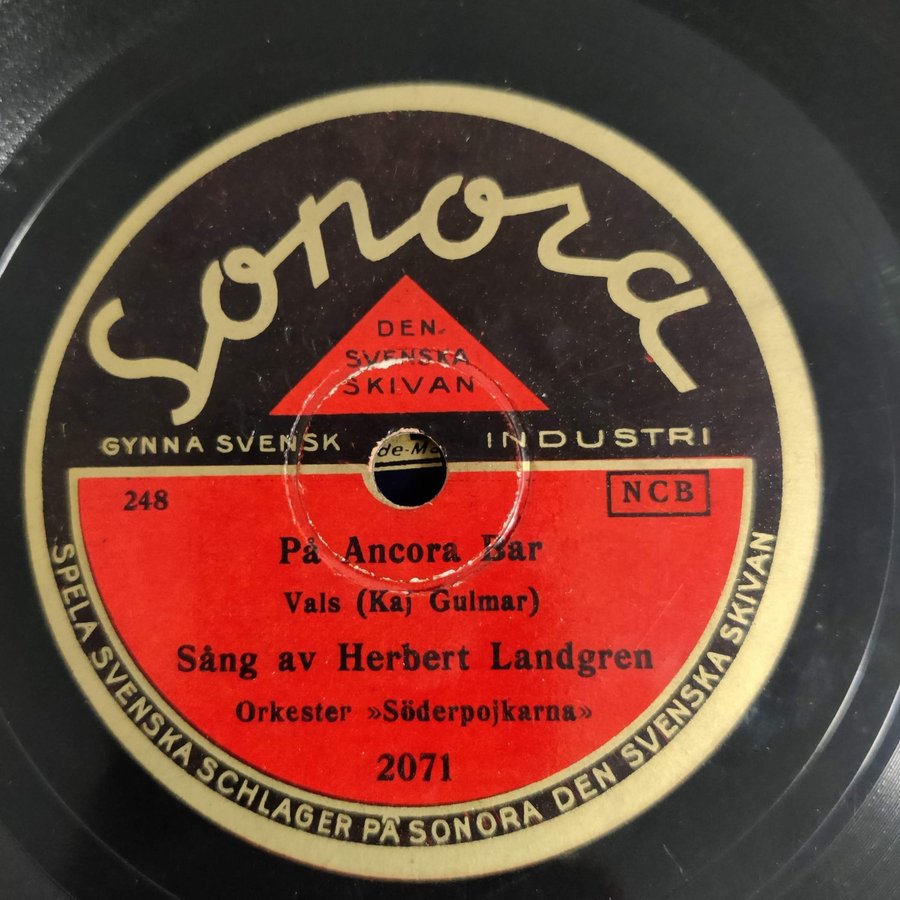 Sonora
DEN
SVENSKA
SKIVAN
GYNNA SVENSK INDUSTRI
de-M
248
NCB
På Ancora Bar
Vals (Kaj Gulmar)
Sång av Herbert Landgren
Orkester »Söderpojkarna»
2071
SPELA SVENSKA SCHLAGER PÅ SONORA DEN SVENSKA SKIVAN